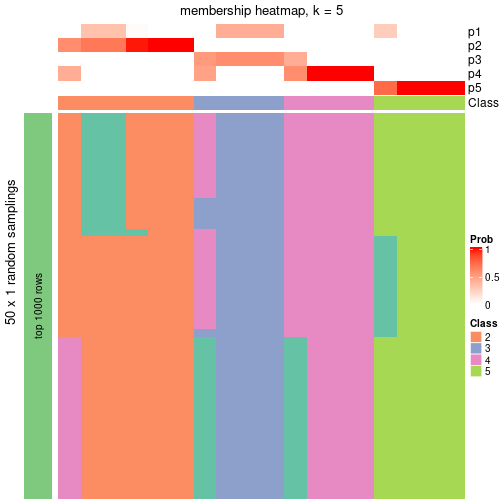 membership heatmap, k = 5
p1
p2
p3
p4
p5
Class
50 x 1 random samplings
top 1000 rows
Prob
1
0.5
0
Class
2
3
4
5